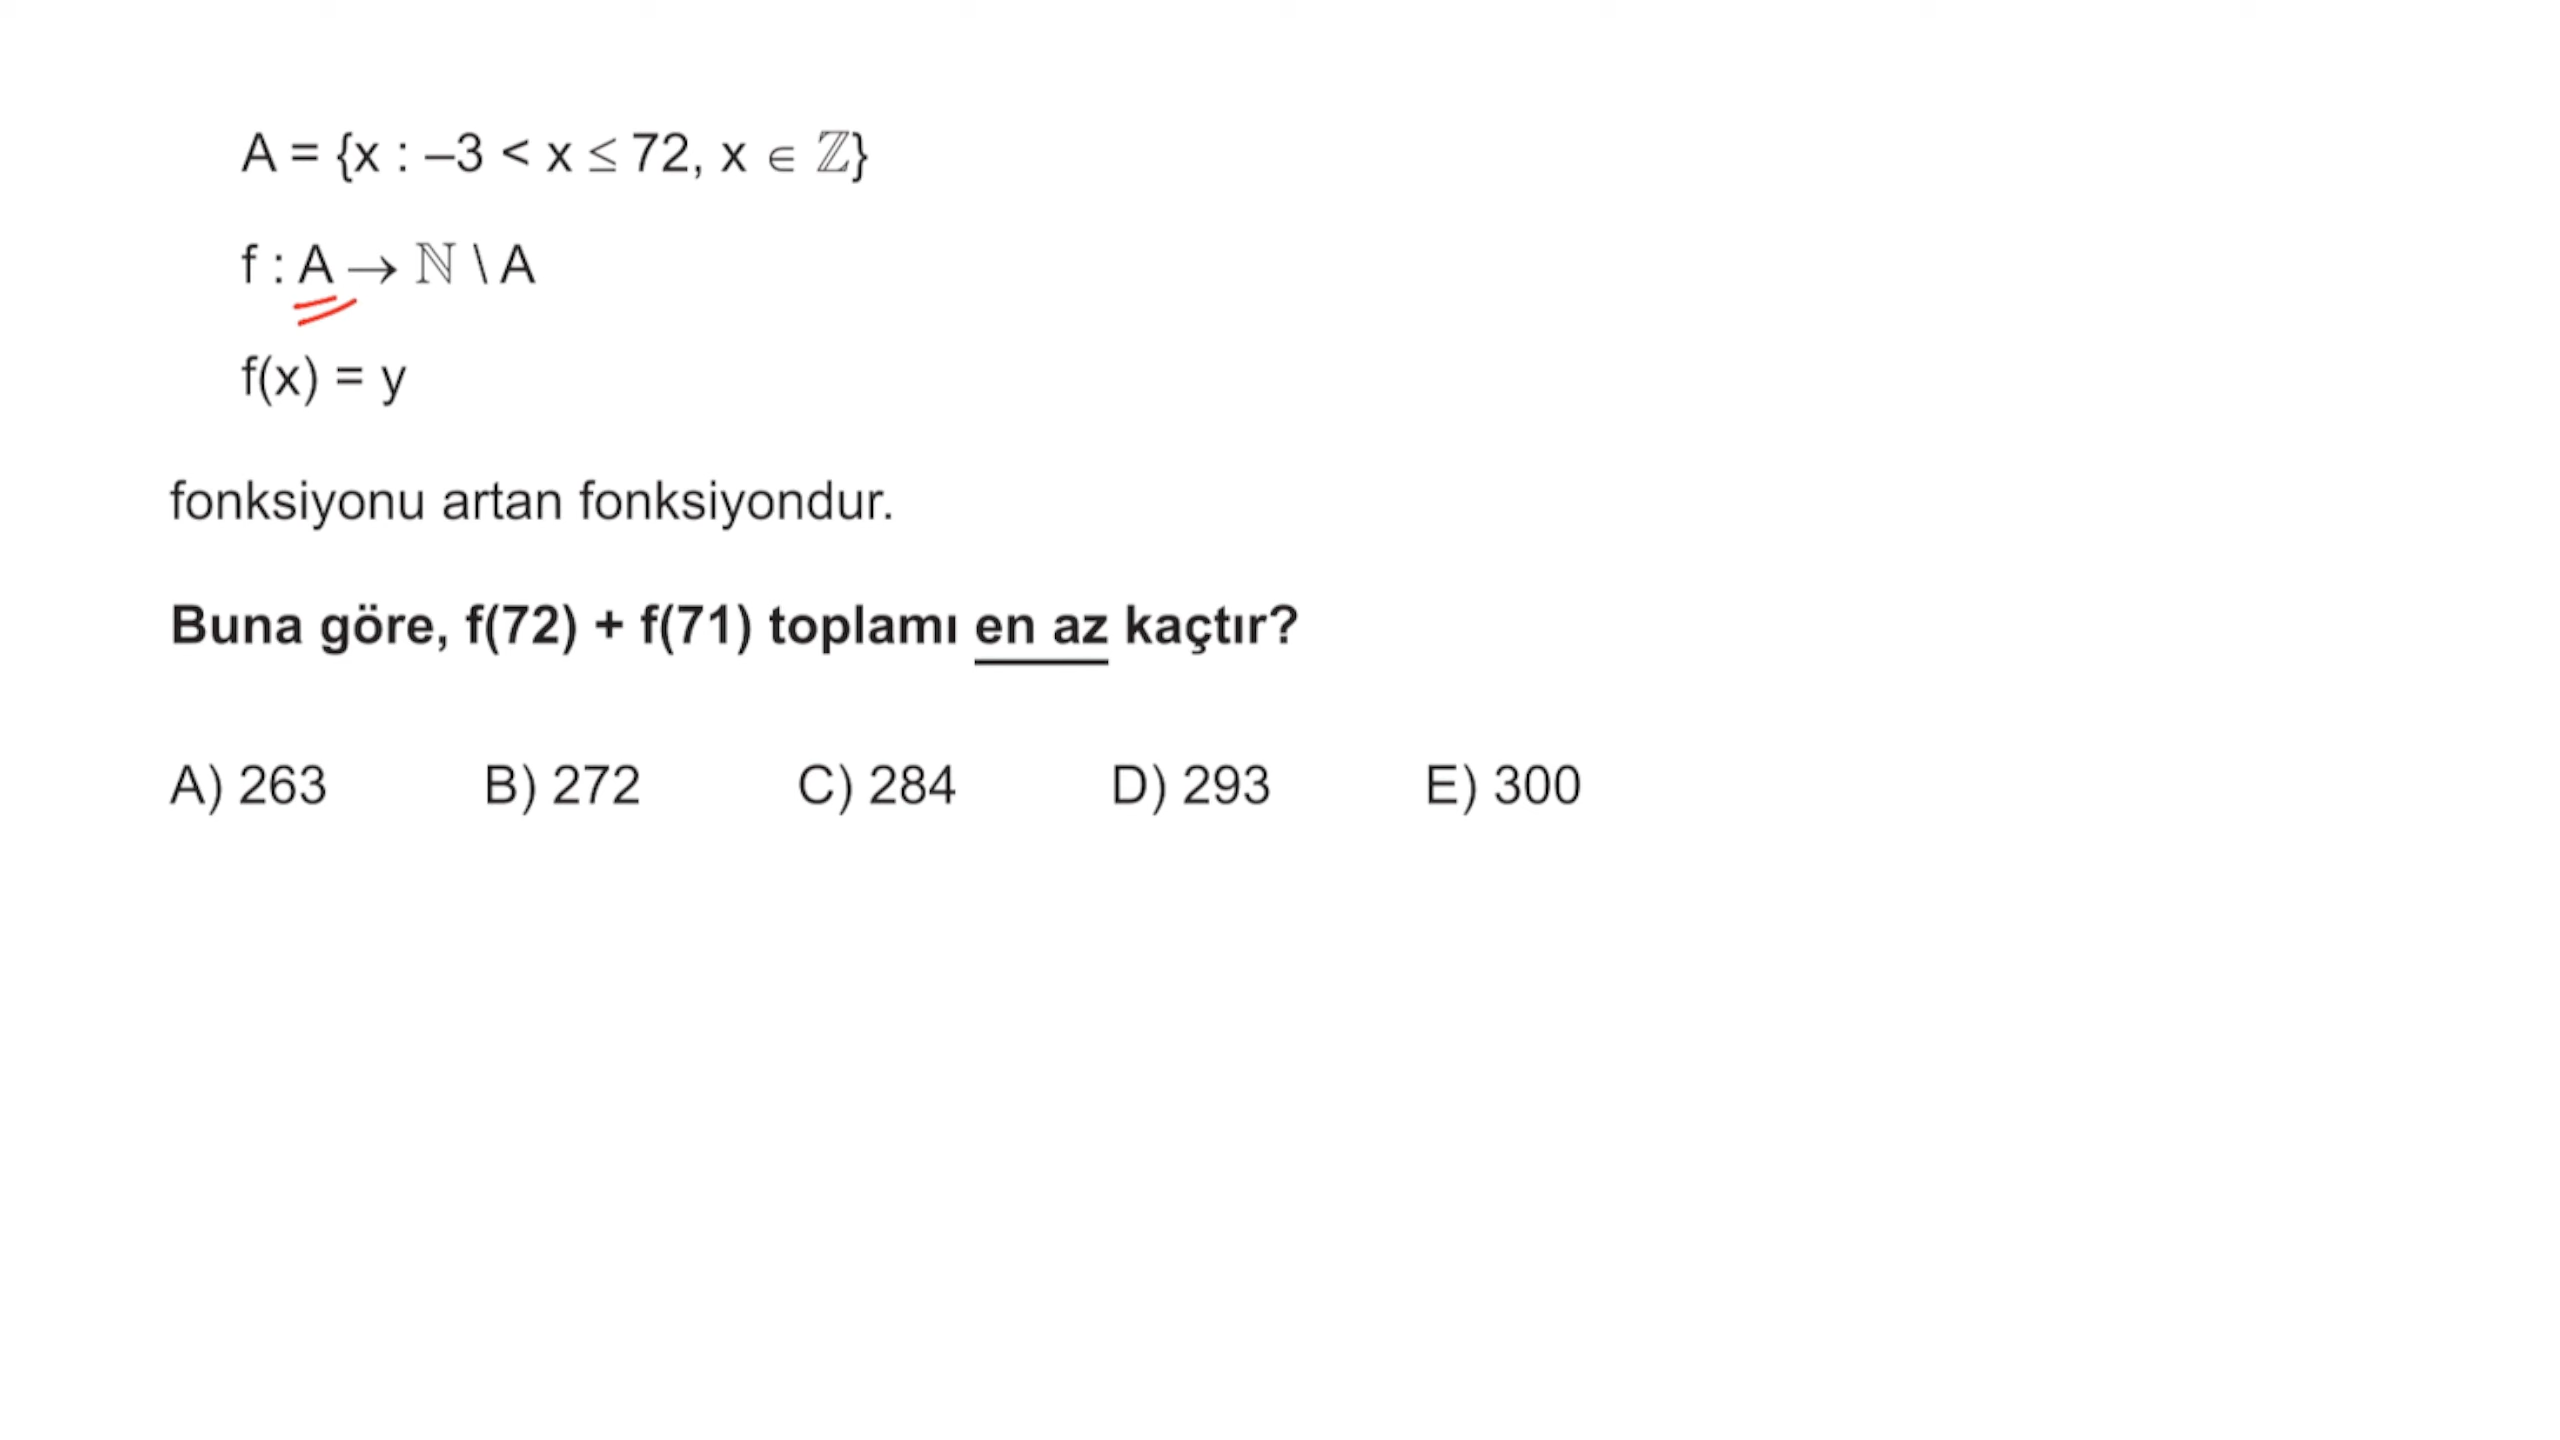 A = {x : –3 < x ≤ 72, x ∈ ℤ}
f : A → ℕ \ A
f(x) = y
fonksiyonu artan fonksiyondur.
Buna göre, f(72) + f(71) toplamı en az kaçtır?
A) 263 B) 272 C) 284 D) 293 E) 300